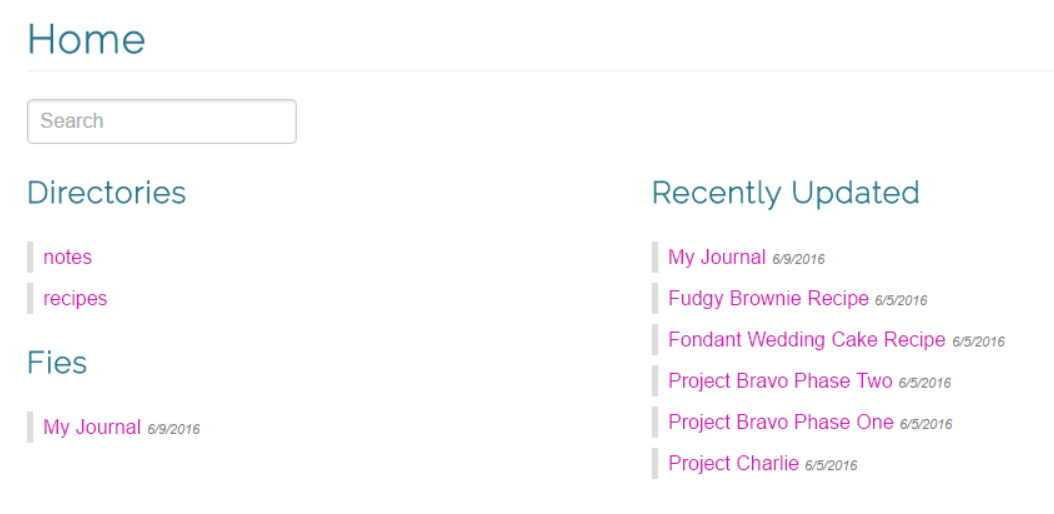 Home
Search
Directories
notes
recipes
Fies
My Journal 6/9/2016
Recently Updated
My Journal 6/9/2016
Fudgy Brownie Recipe 6/5/2016
Fondant Wedding Cake Recipe 6/5/2016
Project Bravo Phase Two 6/5/2016
Project Bravo Phase One 6/5/2016
Project Charlie 6/5/2016